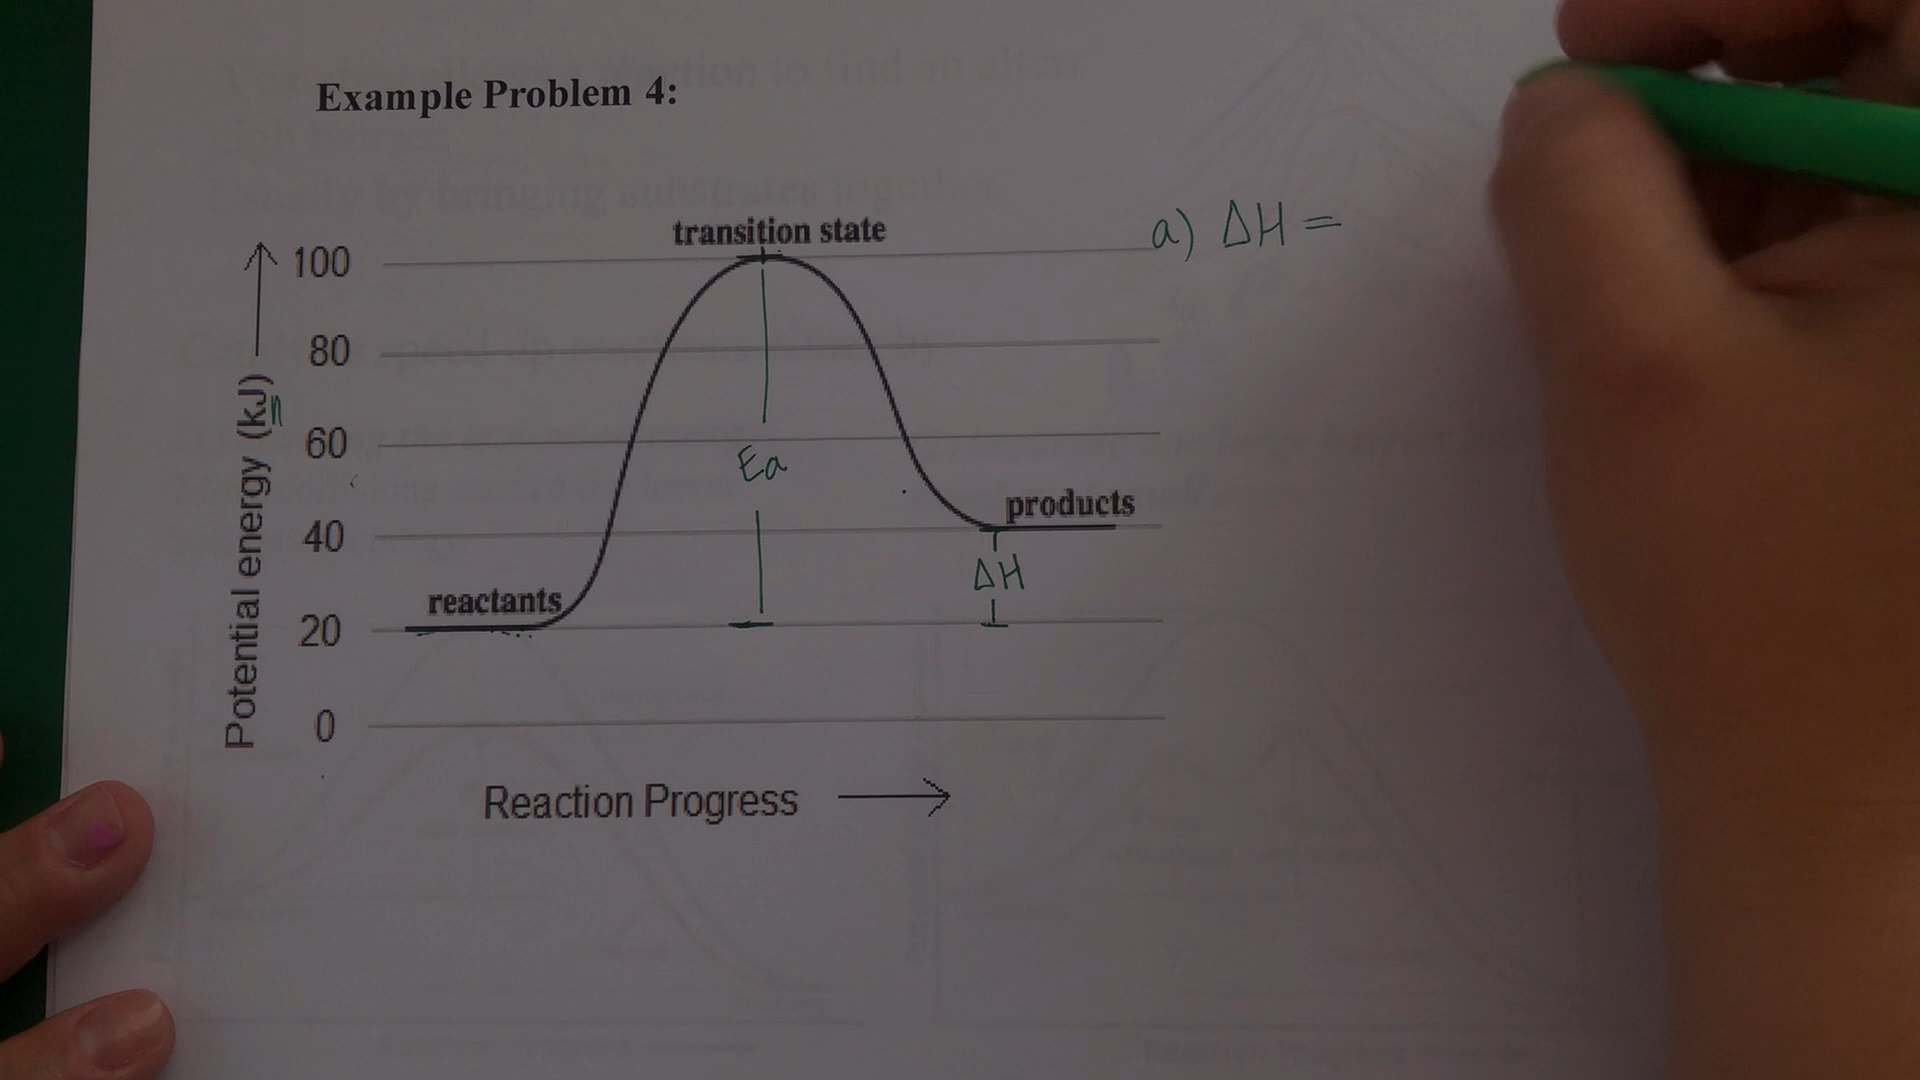 Example Problem 4:
transition state
a) ΔH =
100
80
Potential energy (kJ)
60
Ea
products
40
ΔH
reactants
20
0
Reaction Progress